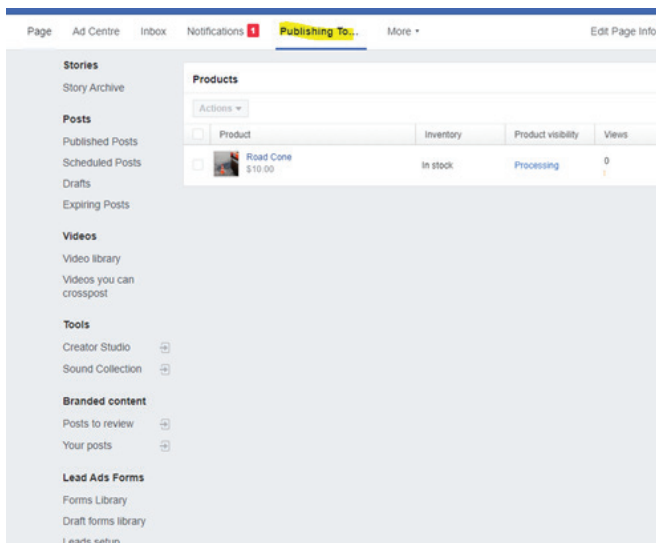 Page Ad Centre Inbox Notifications 1 Publishing To... More Edit Page Info
Stories
Story Archive
Posts
Published Posts
Scheduled Posts
Drafts
Expiring Posts
Videos
Video library
Videos you can
crosspost
Tools
Creator Studio
Sound Collection
Branded content
Posts to review
Your posts
Lead Ads Forms
Forms Library
Draft forms library
Leads setup
Products
Actions
Product Inventory Product visibility Views
Road Cone In stock Processing 0
$10.00